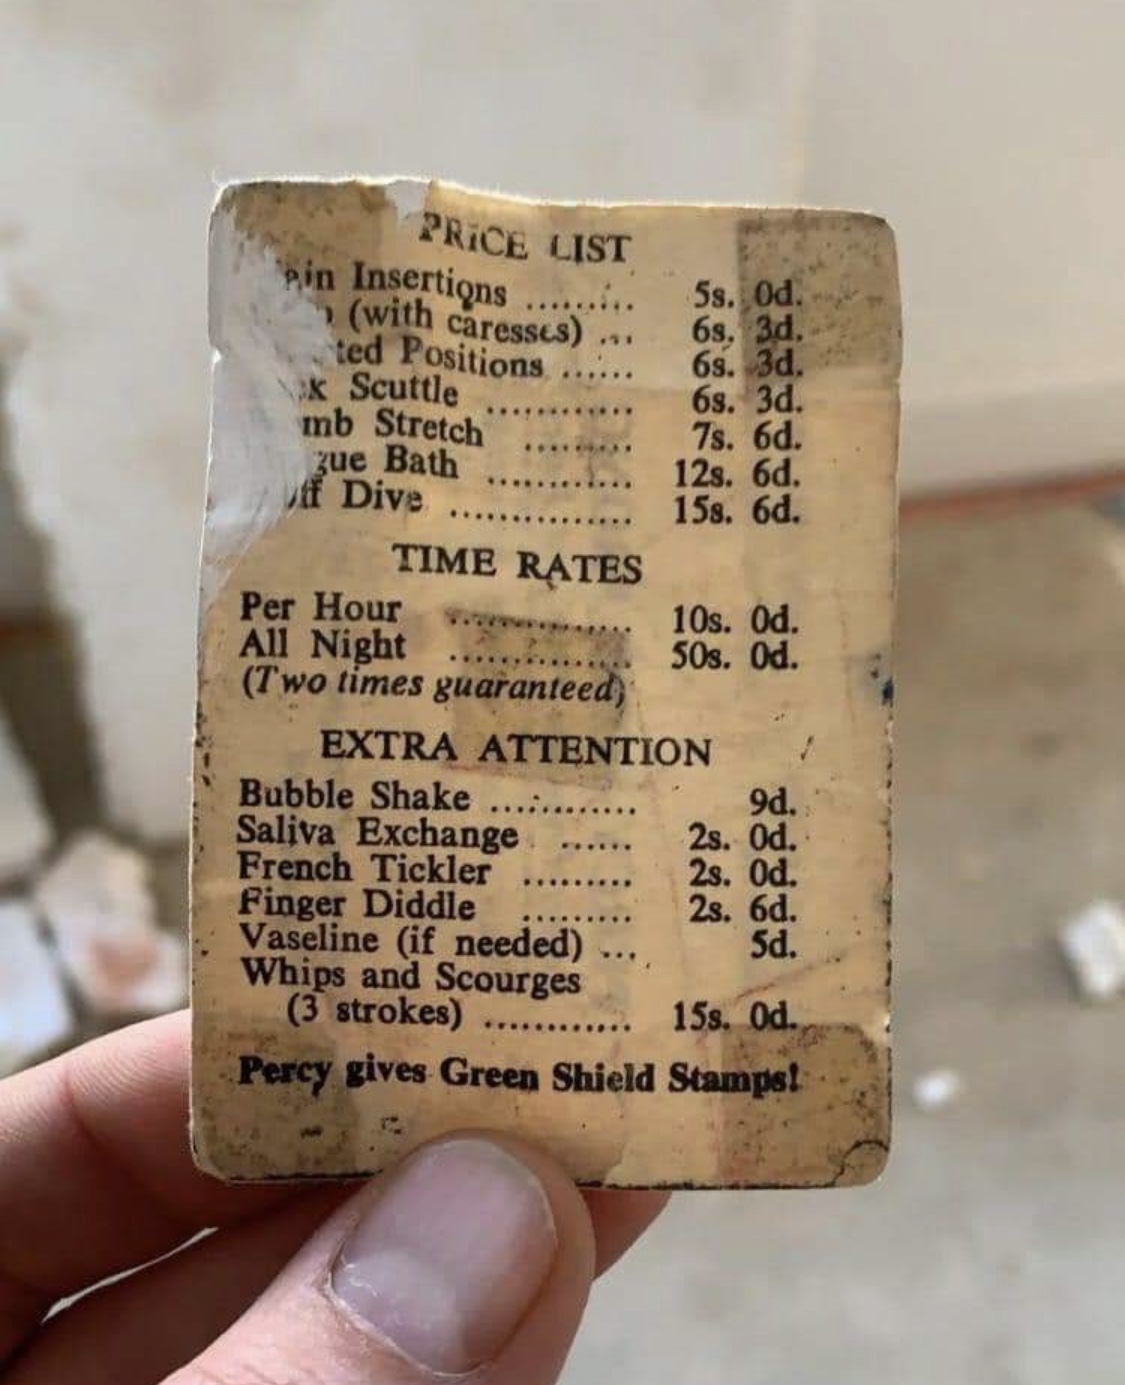 PRICE LIST
Insertions ......... 5s. 0d.
(with caresses) ... 6s. 3d.
Positions ...... 6s. 3d.
Scuttle ............ 6s. 3d.
Stretch ......... 7s. 6d.
Bath ............ 12s. 6d.
Dive ............... 15s. 6d.
TIME RATES
Per Hour ............... 10s. 0d.
All Night ............... 50s. 0d.
(Two times guaranteed)
EXTRA ATTENTION
Bubble Shake ............ 9d.
Saliva Exchange ...... 2s. 0d.
French Tickler ......... 2s. 0d.
Finger Diddle ......... 2s. 6d.
Vaseline (if needed) ... 5d.
Whips and Scourges
(3 strokes) ............ 15s. 0d.
Percy gives Green Shield Stamps!